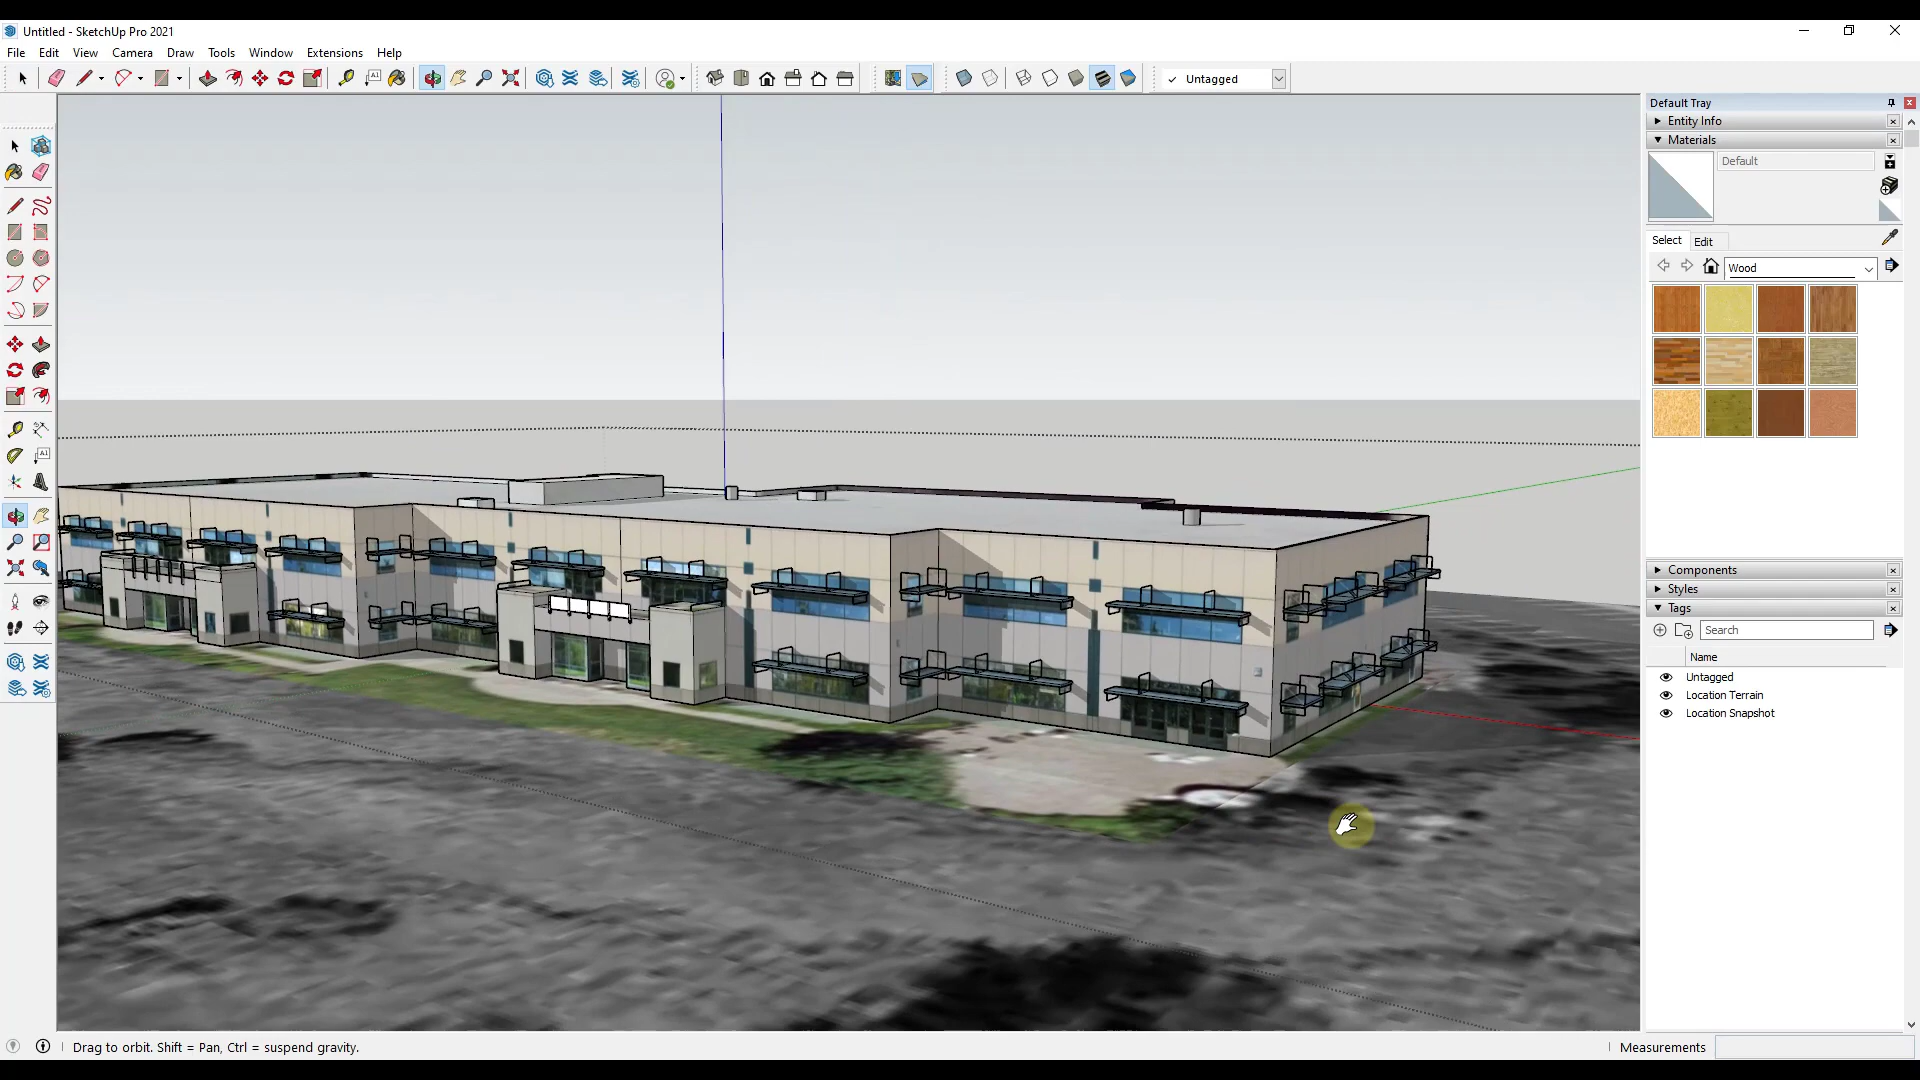 Untitled - SketchUp Pro 2021
File Edit View Camera Draw Tools Window Extensions Help
A1
Untagged
Default Tray
Entity Info
Materials
Default
Select Edit
Wood
A1
Components
Styles
Tags
Search
Name
Untagged
Location Terrain
Location Snapshot
Drag to orbit. Shift = Pan, Ctrl = suspend gravity.
Measurements